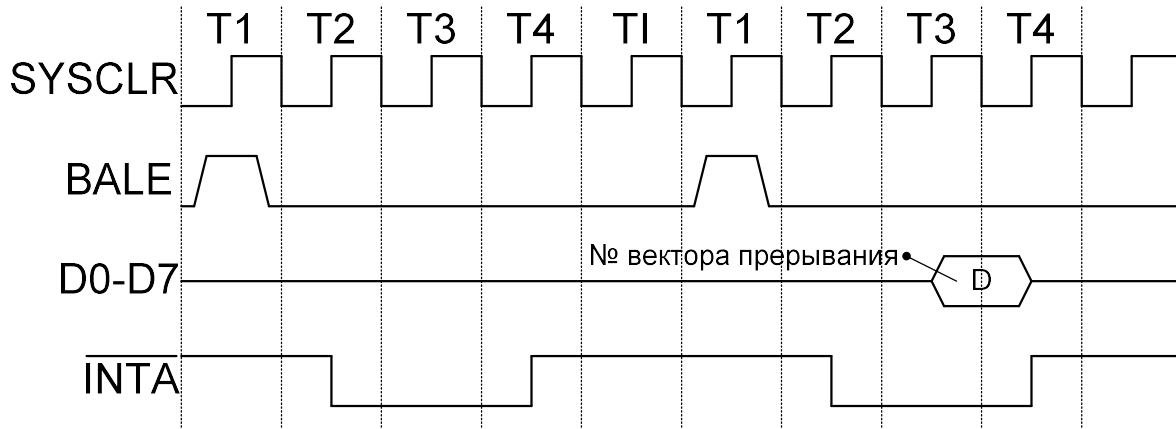 T1 T2 T3 T4 TI T1 T2 T3 T4
SYSCLR
BALE
№ вектора прерывания
D0-D7 D
INTA